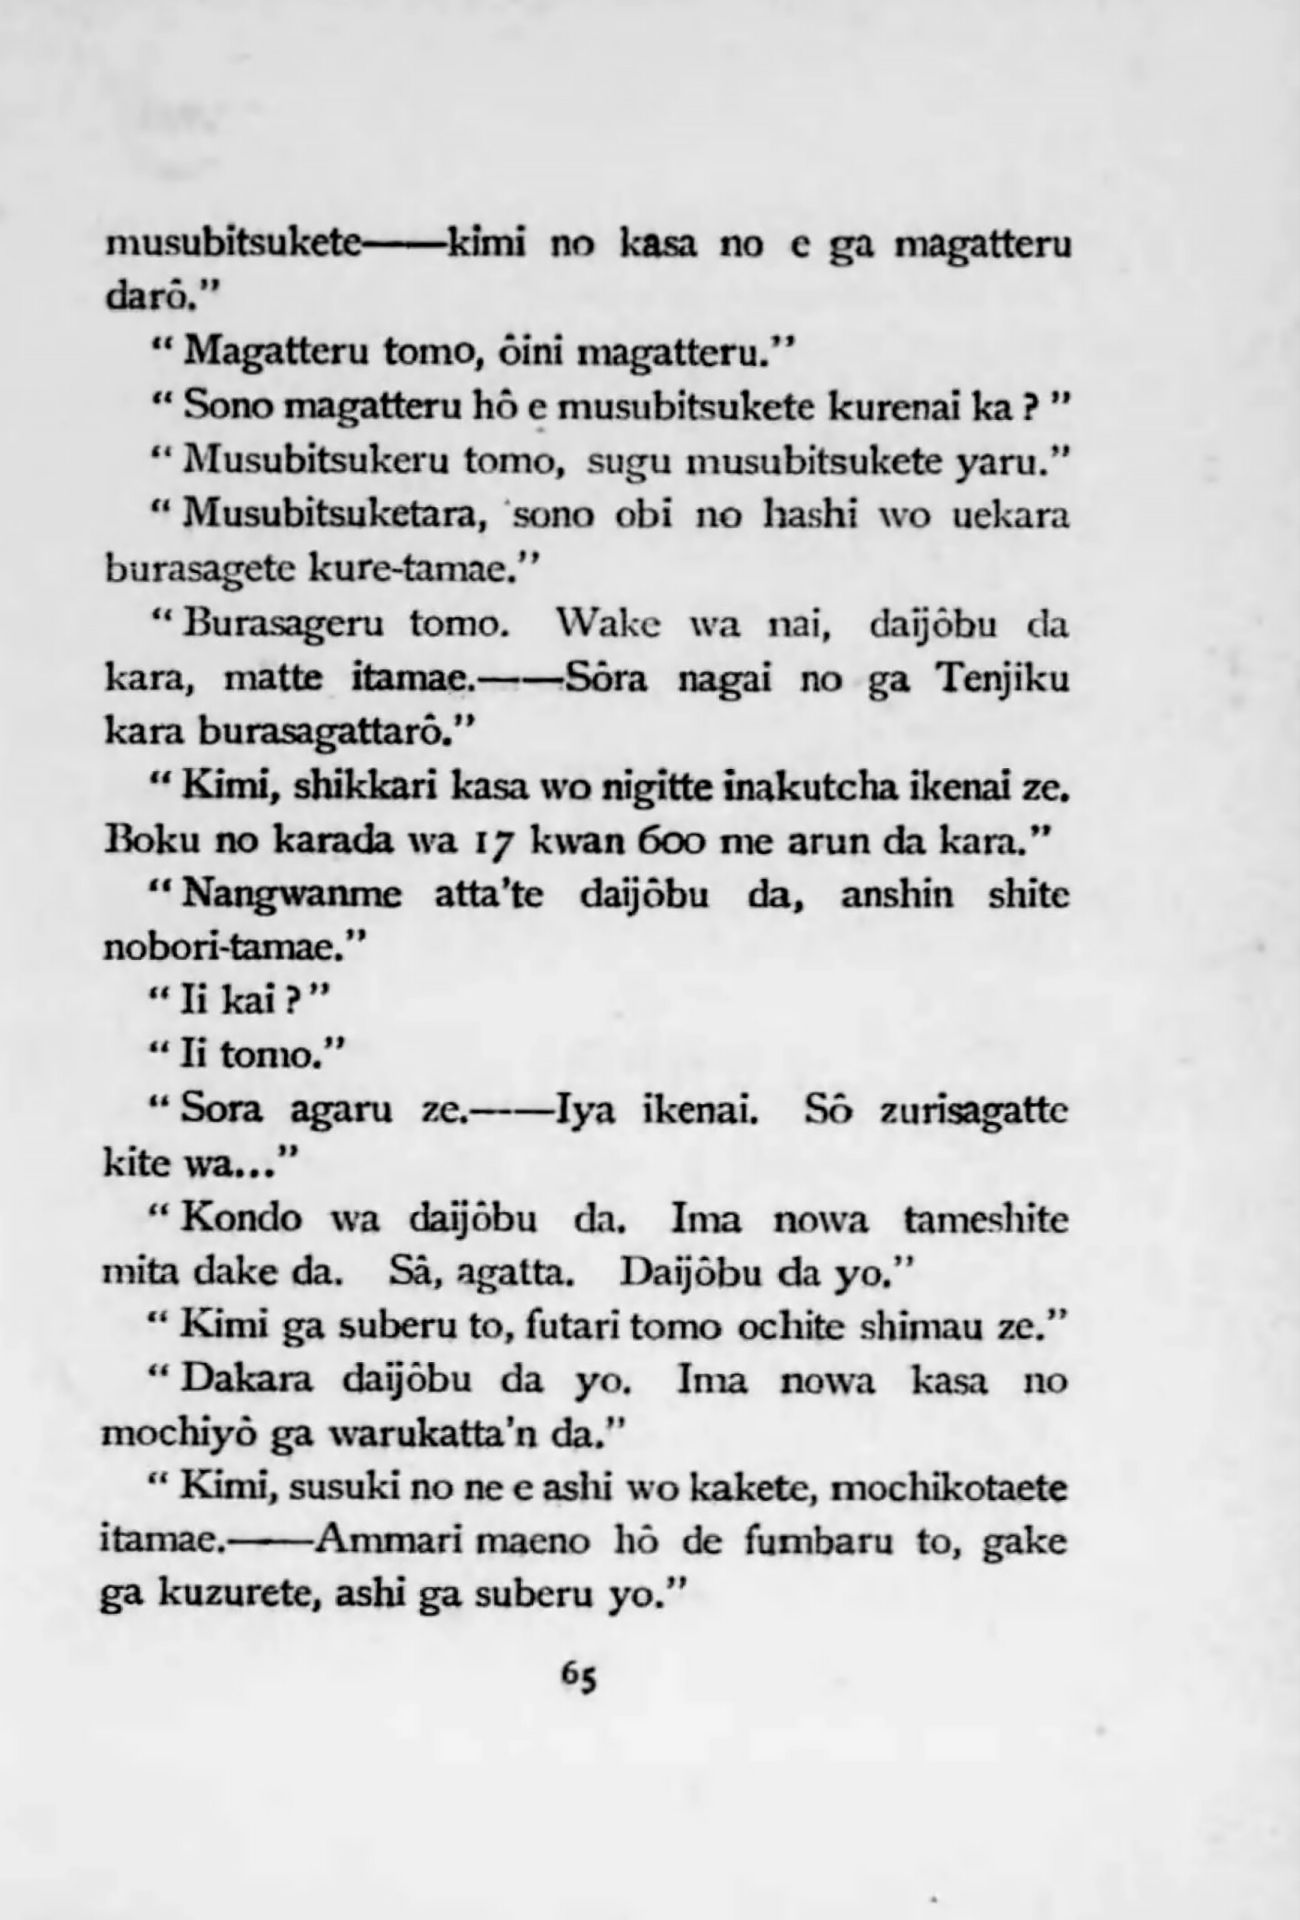 musubitsukete——kimi no kasa no e ga magatteru
darô.”
“ Magatteru tomo, ôini magatteru.”
“ Sono magatteru hô e musubitsukete kurenai ka ? ”
“ Musubitsukeru tomo, sugu musubitsukete yaru.”
“ Musubitsuketara, sono obi no hashi wo uekara
burasagete kure-tamae.”
“ Burasageru tomo. Wake wa nai, daijôbu da
kara, matte itamae.——Sôra nagai no ga Tenjiku
kara burasagattarô.”
“ Kimi, shikkari kasa wo nigitte inakutcha ikenai ze.
Boku no karada wa 17 kwan 600 me arun da kara.”
“ Nangwanme atta’te daijôbu da, anshin shite
nobori-tamae.”
“ Ii kai ? ”
“ Ii tomo.”
“ Sora agaru ze.——Iya ikenai. Sô zurisagatte
kite wa...”
“ Kondo wa daijôbu da. Ima nowa tameshite
mita dake da. Sâ, agatta. Daijôbu da yo.”
“ Kimi ga suberu to, futari tomo ochite shimau ze.”
“ Dakara daijôbu da yo. Ima nowa kasa no
mochiyô ga warukatta’n da.”
“ Kimi, susuki no ne e ashi wo kakete, mochikotaete
itamae.——Ammari maeno hô de fumbaru to, gake
ga kuzurete, ashi ga suberu yo.”
65